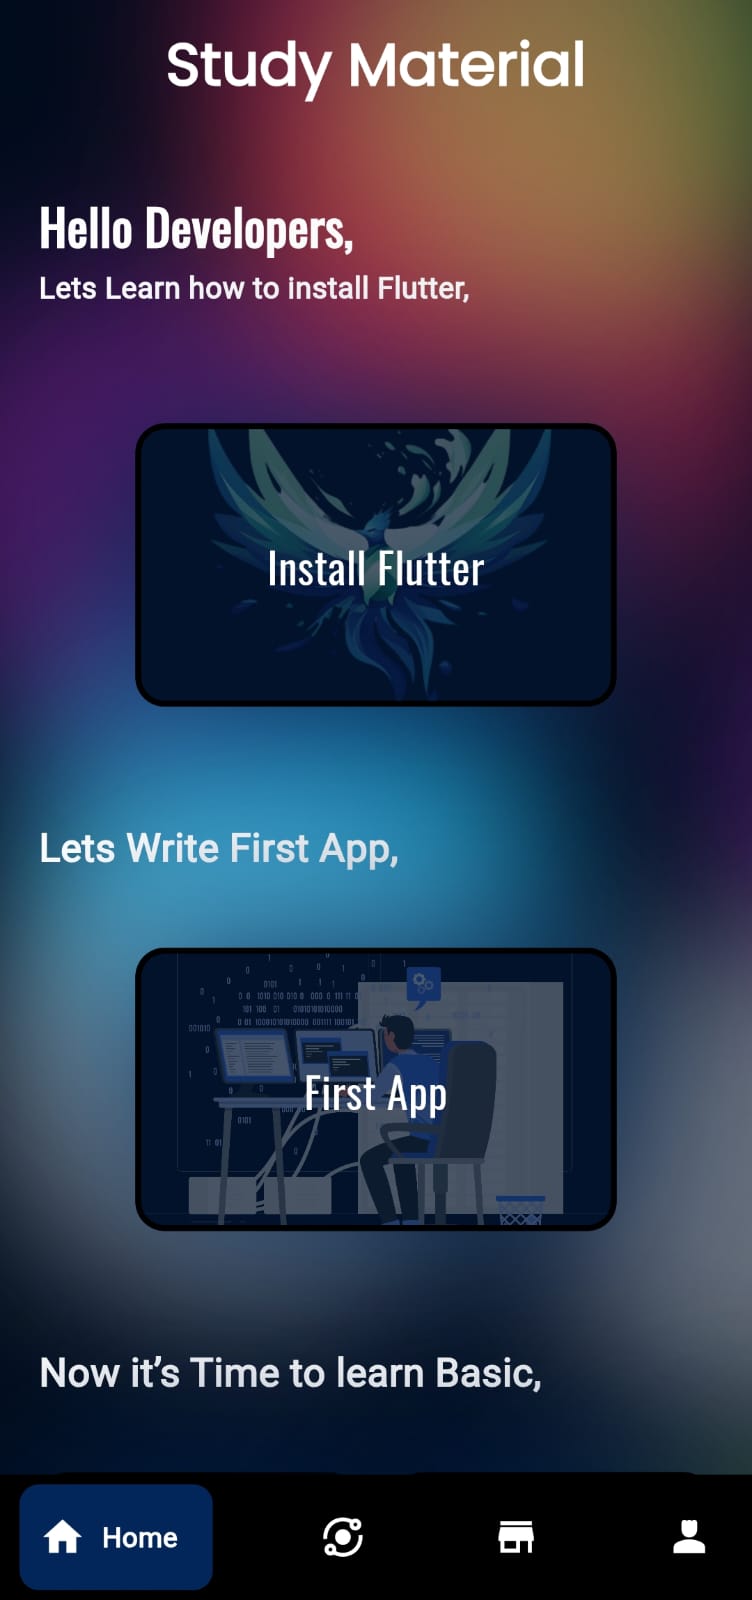 Study Material
Hello Developers,
Lets Learn how to install Flutter,
Install Flutter
Lets Write First App,
First App
Now it’s Time to learn Basic,
Home